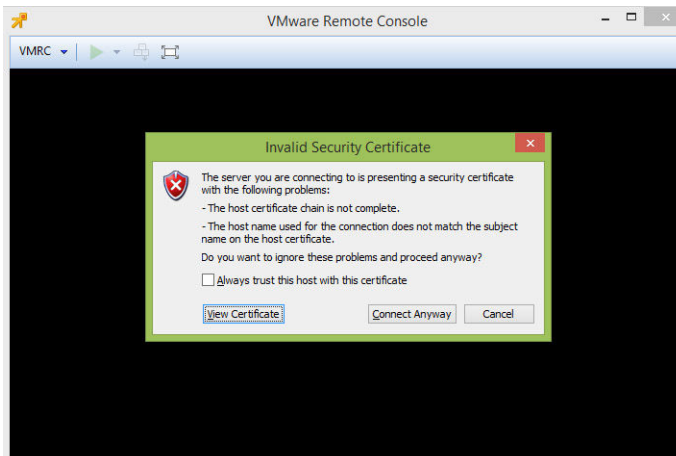 VMware Remote Console
VMRC
Invalid Security Certificate
The server you are connecting to is presenting a security certificate
with the following problems:
- The host certificate chain is not complete.
- The host name used for the connection does not match the subject
name on the host certificate.
Do you want to ignore these problems and proceed anyway?
Always trust this host with this certificate
View Certificate
Connect Anyway
Cancel